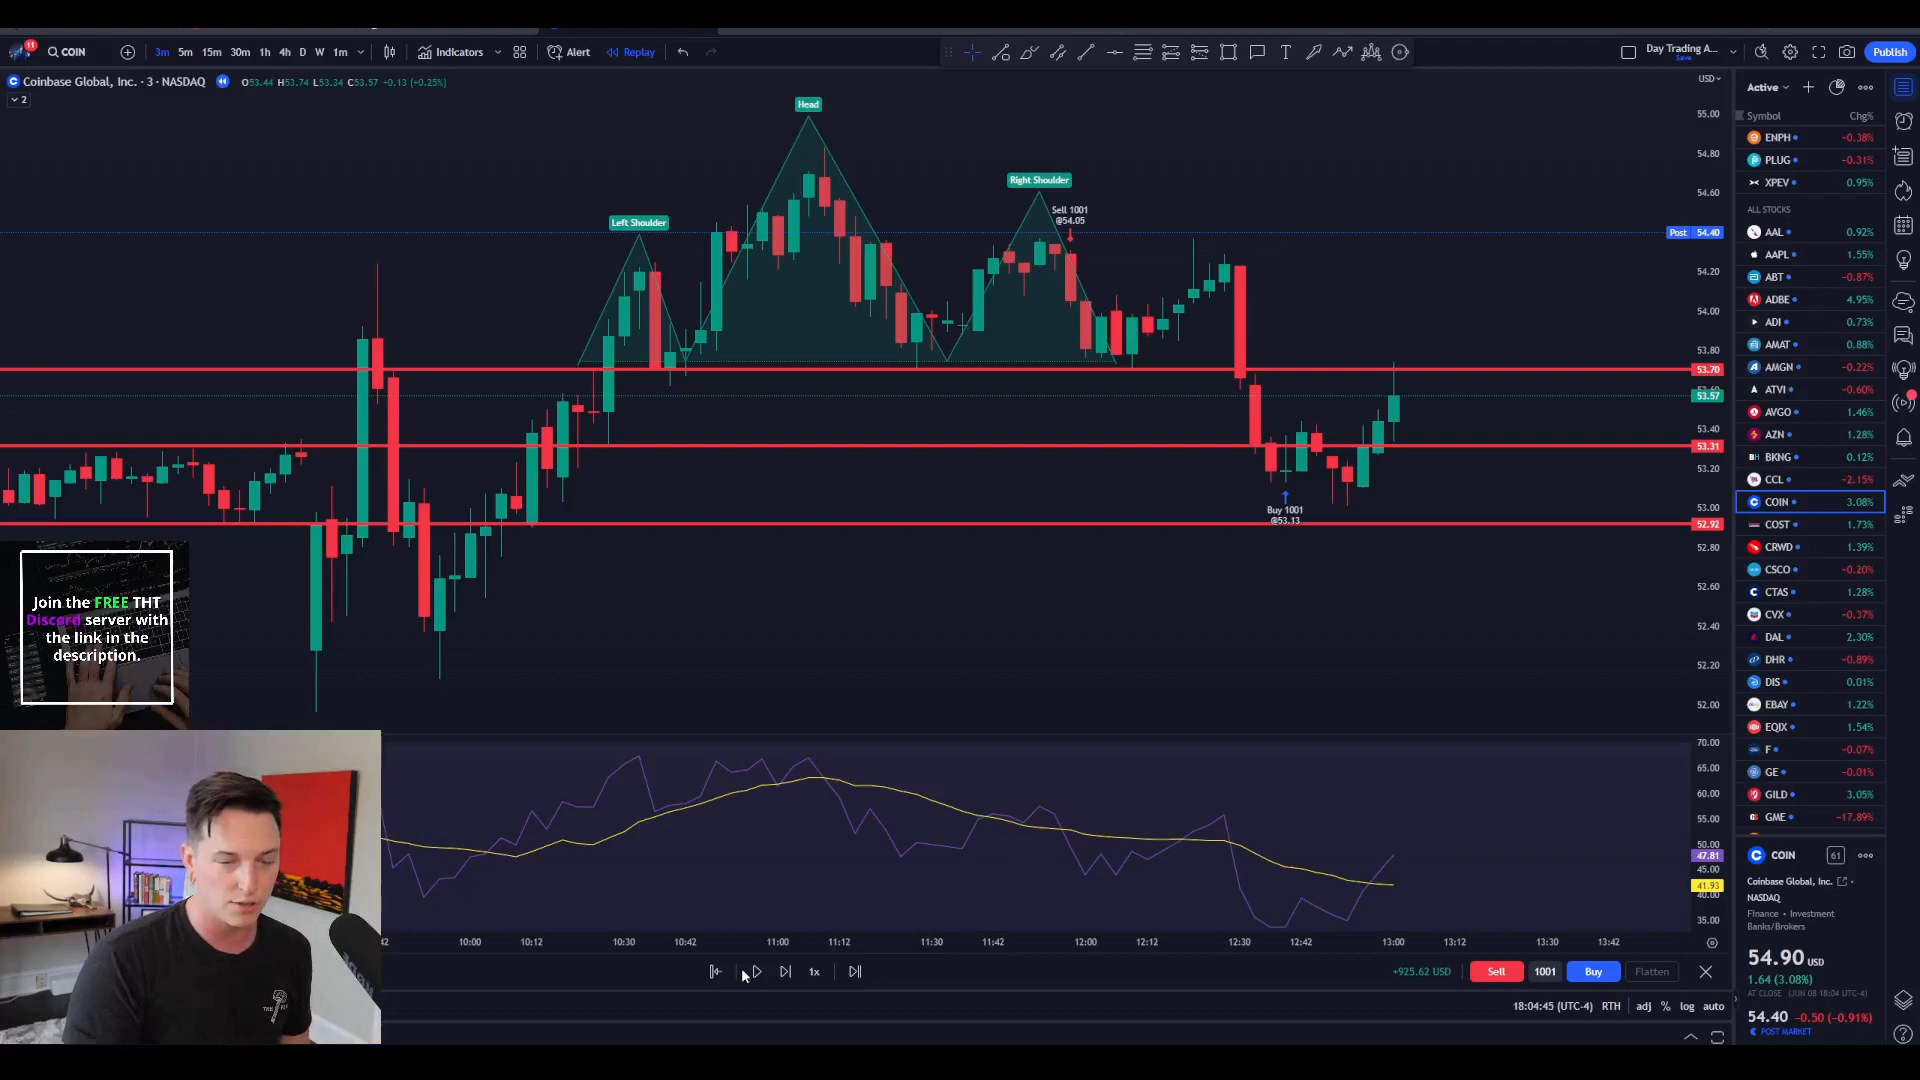 11
COIN
3m 5m 15m 30m 1h 4h D W 1m
Indicators
Alert
Replay
Day Trading A...
Save
Publish
Coinbase Global, Inc. · 3 · NASDAQ
O53.44 H53.74 L53.34 C53.57 +0.13 (+0.25%)
2
USD
Head
Left Shoulder
Right Shoulder
Sell 1001
@54.05
Buy 1001
@53.13
55.00
54.80
54.60
Post 54.40
54.20
54.00
53.80
53.70
53.57
53.40
53.31
53.20
53.00
52.92
52.80
52.60
52.40
52.20
52.00
70.00
65.00
60.00
55.00
50.00
47.81
45.00
41.93
40.00
35.00
Join the FREE THT
Discord server with
the link in the
description.
10:00 10:12 10:30 10:42 11:00 11:12 11:30 11:42 12:00 12:12 12:30 12:42 13:00 13:12 13:30 13:42
1x
+925.62 USD
Sell
1001
Buy
Flatten
18:04:45 (UTC-4) RTH adj % log auto
Active
Symbol Chg%
ENPH −0.38%
PLUG −0.31%
XPEV 0.95%
ALL STOCKS
AAL 0.92%
AAPL 1.55%
ABT −0.87%
ADBE 4.95%
ADI 0.73%
AMAT 0.88%
AMGN −0.22%
ATVI −0.60%
AVGO 1.46%
AZN 1.28%
BKNG 0.12%
CCL −2.15%
COIN 3.08%
COST 1.73%
CRWD 1.39%
CSCO −0.20%
CTAS 1.28%
CVX −0.37%
DAL 2.30%
DHR −0.89%
DIS 0.01%
EBAY 1.22%
EQIX 1.54%
F −0.07%
GE −0.01%
GILD 3.05%
GME −17.89%
COIN
61
Coinbase Global, Inc.
NASDAQ
Finance • Investment
Banks/Brokers
54.90 USD
1.64 (3.08%)
AT CLOSE (JUN 08 18:04 UTC-4)
54.40 −0.50 (−0.91%)
POST MARKET